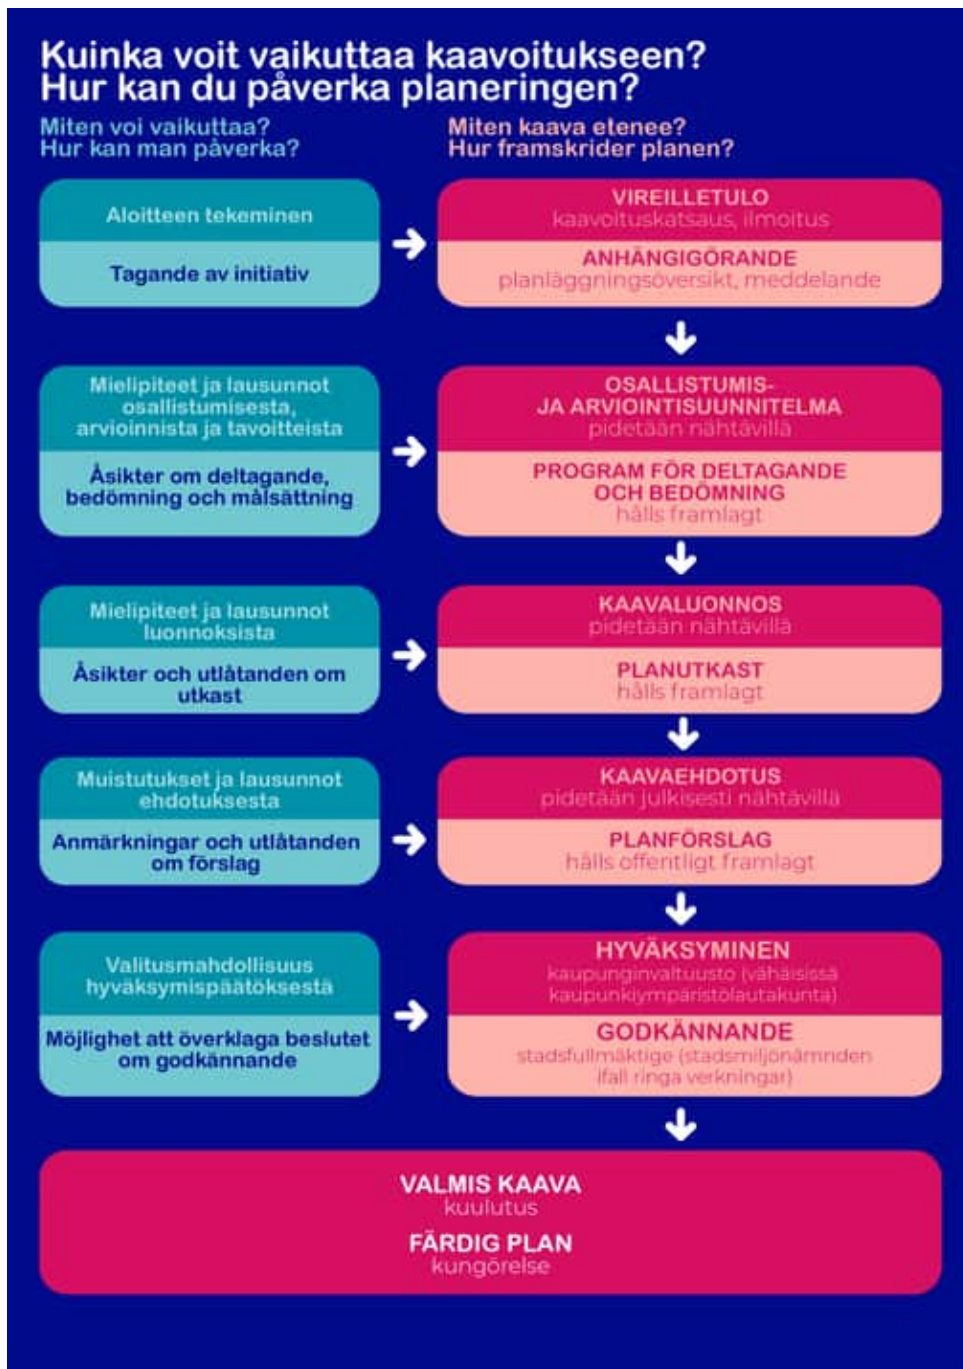 Kuinka voit vaikuttaa kaavoitukseen?
Hur kan du påverka planeringen?
Miten voi vaikuttaa?
Hur kan man påverka?
Miten kaava etenee?
Hur framskrider planen?
Aloitteen tekeminen
Tagande av initiativ
VIREILLETULO
kaavoituskatsaus, ilmoitus
ANHÄNGIGÖRANDE
planläggningsöversikt, meddelande
Mielipiteet ja lausunnot
osallistumisesta,
arvioinnista ja tavoitteista
Åsikter om deltagande,
bedömning och målsättning
OSALLISTUMIS-
JA ARVIOINTISUUNNITELMA
pidetään nähtävillä
PROGRAM FÖR DELTAGANDE
OCH BEDÖMNING
hålls framlagt
Mielipiteet ja lausunnot
luonnoksista
Åsikter och utlåtanden om
utkast
KAAVALUONNOS
pidetään nähtävillä
PLANUTKAST
hålls framlagt
Muistutukset ja lausunnot
ehdotuksesta
Anmärkningar och utlåtanden
om förslag
KAAVAEHDOTUS
pidetään julkisesti nähtävillä
PLANFÖRSLAG
hålls offentligt framlagt
Valitusmahdollisuus
hyväksymispäätöksestä
Möjlighet att överklaga beslutet
om godkännande
HYVÄKSYMINEN
kaupunginvaltuusto (vähäisissä
kaupunkiympäristölautakunta)
GODKÄNNANDE
stadsfullmäktige (stadsmiljönämnden
ifall ringa verkningar)
VALMIS KAAVA
kuulutus
FÄRDIG PLAN
kungörelse